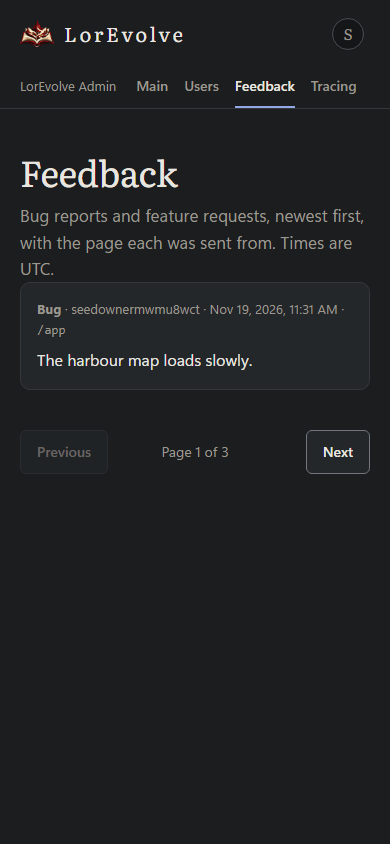 LorEvolve
S
LorEvolve Admin Main Users Feedback Tracing
Feedback
Bug reports and feature requests, newest first,
with the page each was sent from. Times are
UTC.
Bug · seedownermwmu8wct · Nov 19, 2026, 11:31 AM ·
/app
The harbour map loads slowly.
Previous Page 1 of 3 Next